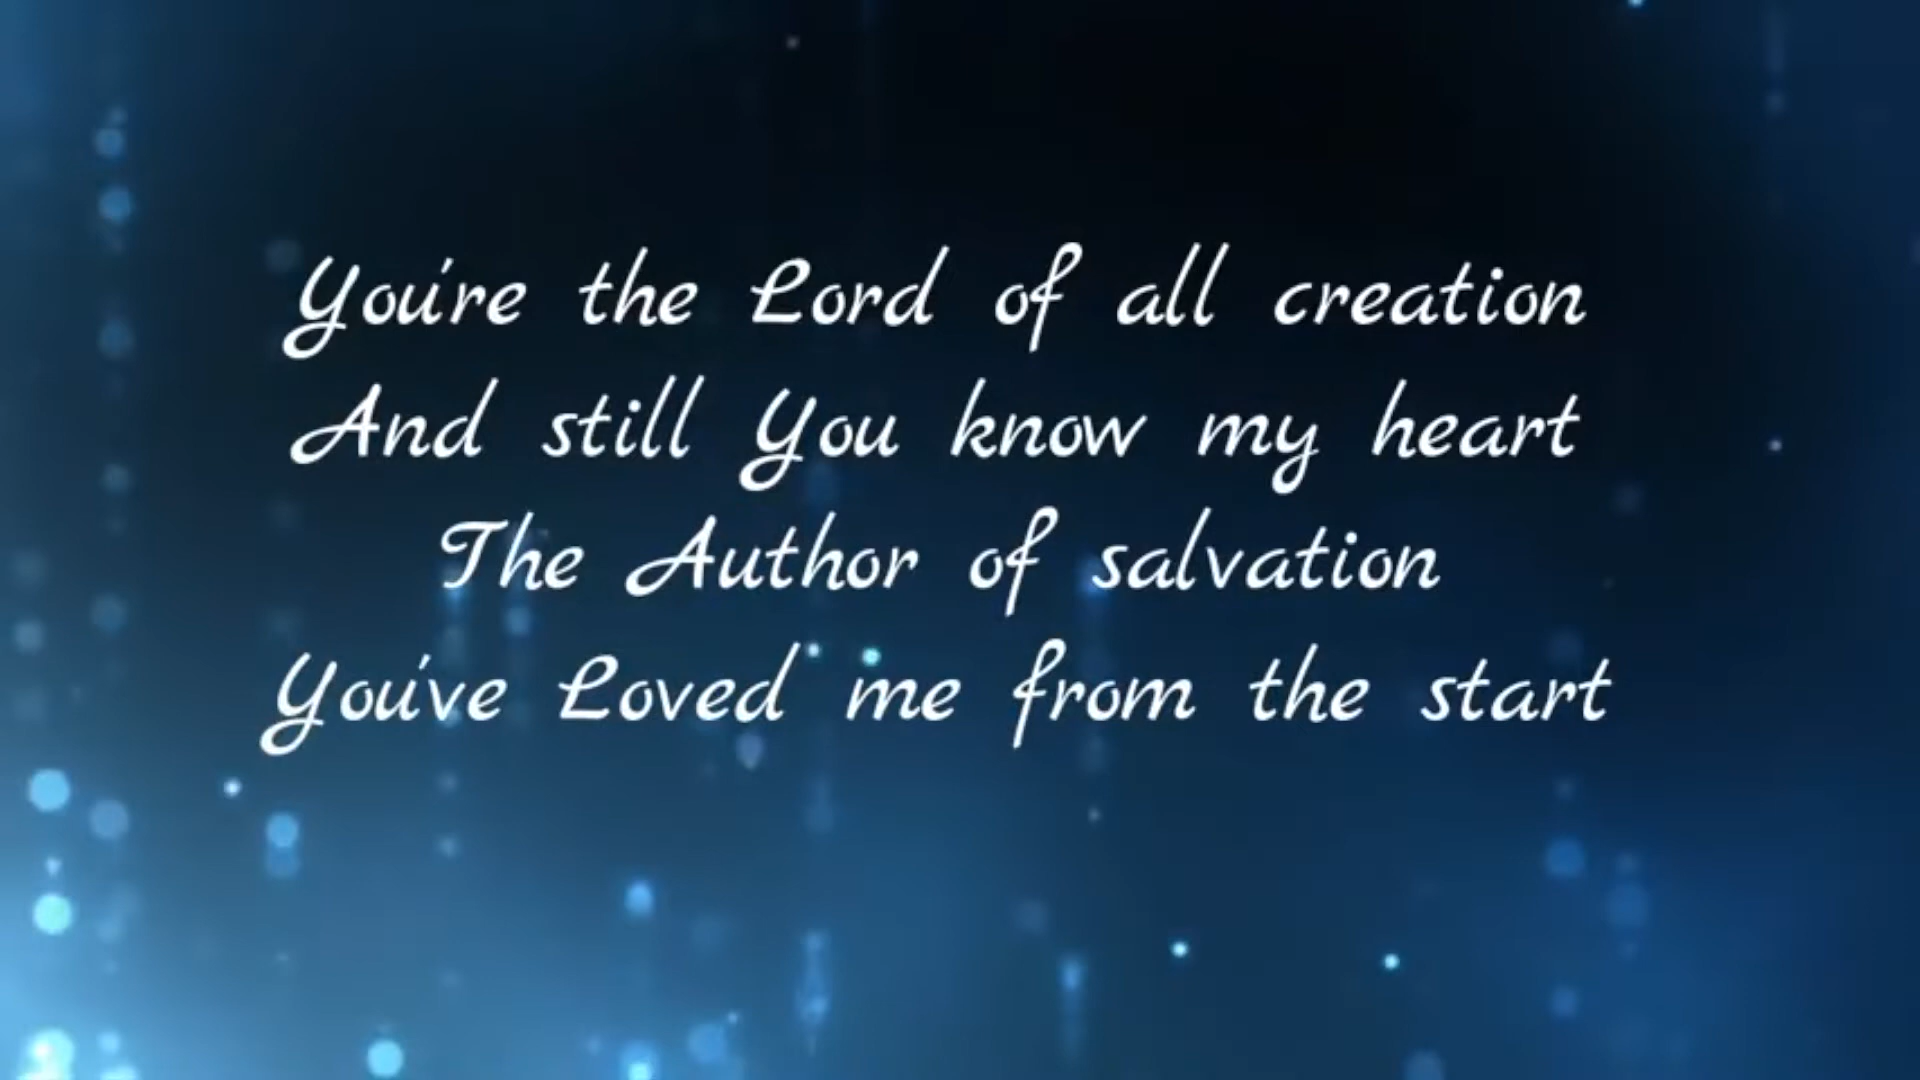 You're the Lord of all creation
And still You know my heart
The Author of salvation
You've Loved me from the start